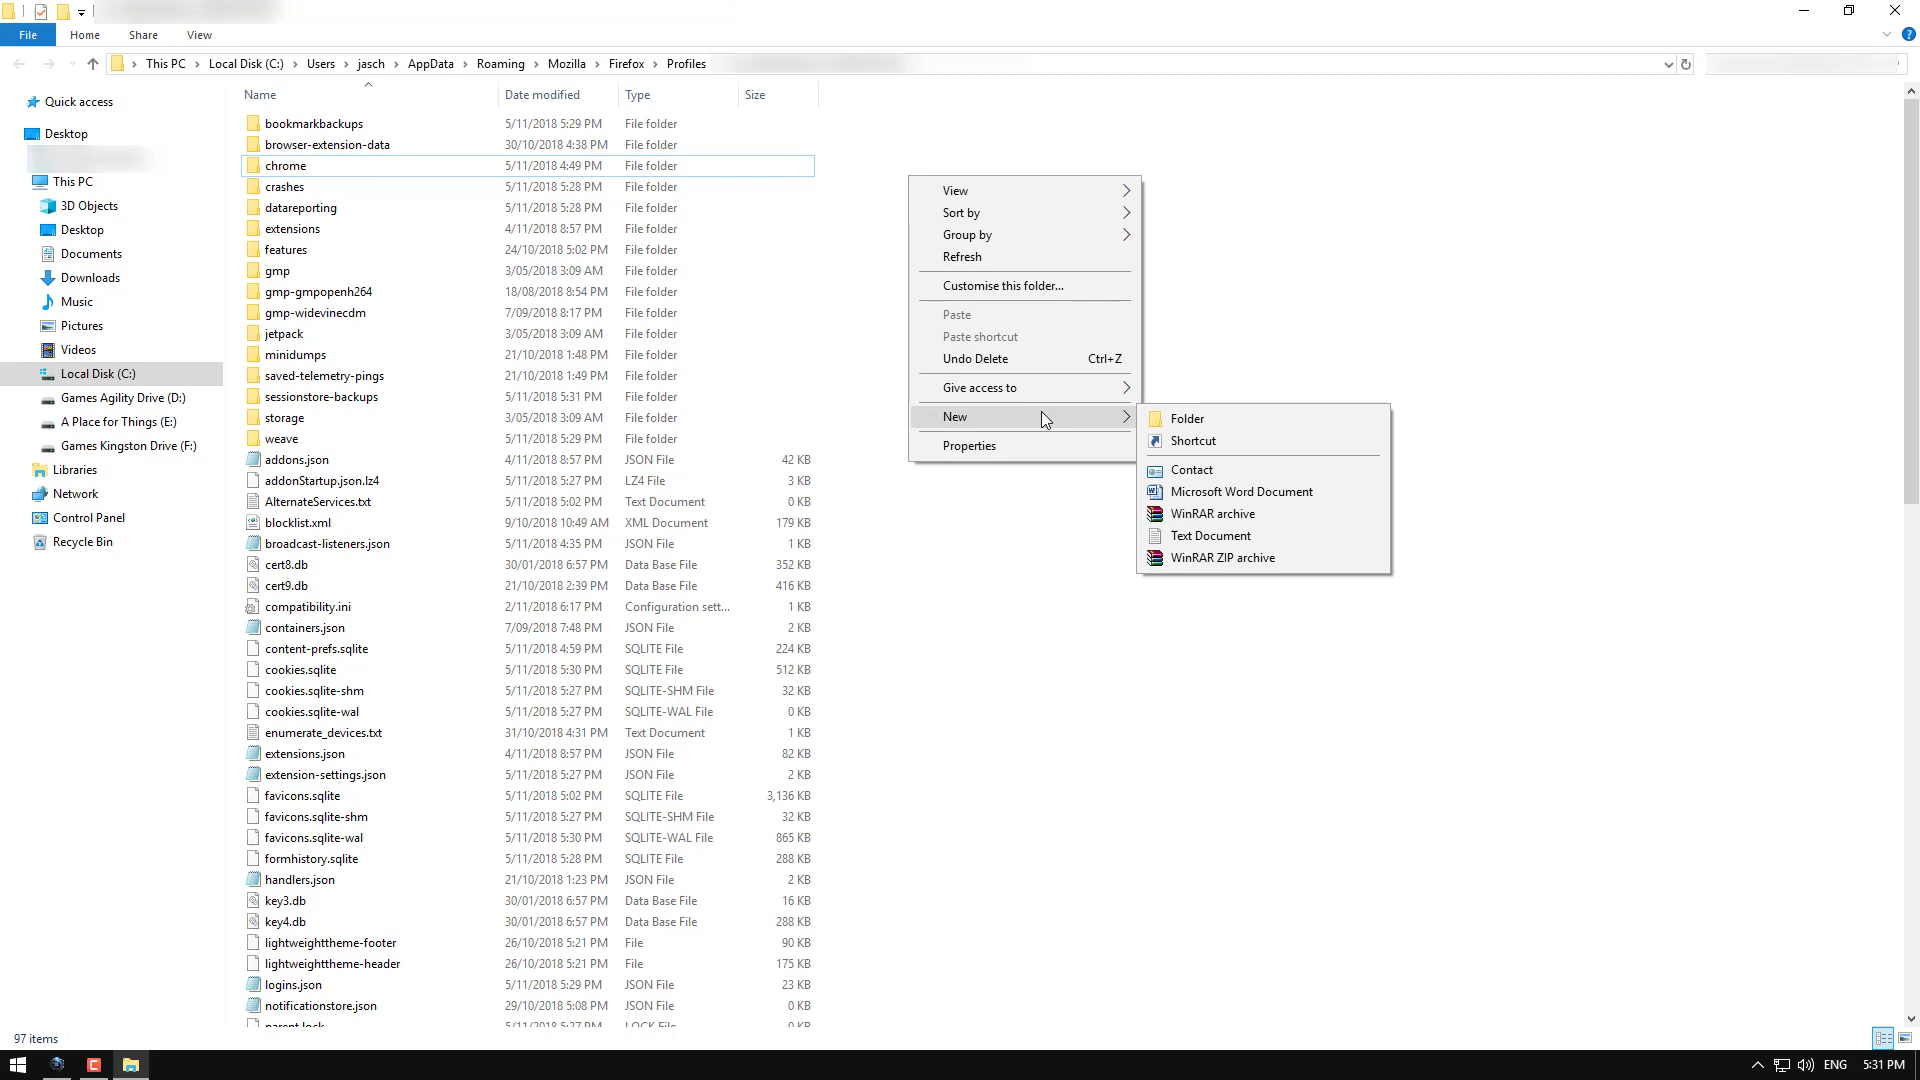 File Home Share View
This PC Local Disk (C:) Users jasch AppData Roaming Mozilla Firefox Profiles
Quick access
Desktop
This PC
3D Objects
Desktop
Documents
Downloads
Music
Pictures
Videos
Local Disk (C:)
Games Agility Drive (D:)
A Place for Things (E:)
Games Kingston Drive (F:)
Libraries
Network
Control Panel
Recycle Bin
Name Date modified Type Size
bookmarkbackups 5/11/2018 5:29 PM File folder
browser-extension-data 30/10/2018 4:38 PM File folder
chrome 5/11/2018 4:49 PM File folder
crashes 5/11/2018 5:28 PM File folder
datareporting 5/11/2018 5:28 PM File folder
extensions 4/11/2018 8:57 PM File folder
features 24/10/2018 5:02 PM File folder
gmp 3/05/2018 3:09 AM File folder
gmp-gmpopenh264 18/08/2018 8:54 PM File folder
gmp-widevinecdm 7/09/2018 8:17 PM File folder
jetpack 3/05/2018 3:09 AM File folder
minidumps 21/10/2018 1:48 PM File folder
saved-telemetry-pings 21/10/2018 1:49 PM File folder
sessionstore-backups 5/11/2018 5:31 PM File folder
storage 3/05/2018 3:09 AM File folder
weave 5/11/2018 5:29 PM File folder
addons.json 4/11/2018 8:57 PM JSON File 42 KB
addonStartup.json.lz4 5/11/2018 5:27 PM LZ4 File 3 KB
AlternateServices.txt 5/11/2018 5:02 PM Text Document 0 KB
blocklist.xml 9/10/2018 10:49 AM XML Document 179 KB
broadcast-listeners.json 5/11/2018 4:35 PM JSON File 1 KB
cert8.db 30/01/2018 6:57 PM Data Base File 352 KB
cert9.db 21/10/2018 2:39 PM Data Base File 416 KB
compatibility.ini 2/11/2018 6:17 PM Configuration sett... 1 KB
containers.json 7/09/2018 7:48 PM JSON File 2 KB
content-prefs.sqlite 5/11/2018 4:59 PM SQLITE File 224 KB
cookies.sqlite 5/11/2018 5:30 PM SQLITE File 512 KB
cookies.sqlite-shm 5/11/2018 5:27 PM SQLITE-SHM File 32 KB
cookies.sqlite-wal 5/11/2018 5:27 PM SQLITE-WAL File 0 KB
enumerate_devices.txt 31/10/2018 4:31 PM Text Document 1 KB
extensions.json 4/11/2018 8:57 PM JSON File 82 KB
extension-settings.json 5/11/2018 5:27 PM JSON File 2 KB
favicons.sqlite 5/11/2018 5:02 PM SQLITE File 3,136 KB
favicons.sqlite-shm 5/11/2018 5:27 PM SQLITE-SHM File 32 KB
favicons.sqlite-wal 5/11/2018 5:30 PM SQLITE-WAL File 865 KB
formhistory.sqlite 5/11/2018 5:28 PM SQLITE File 288 KB
handlers.json 21/10/2018 1:23 PM JSON File 2 KB
key3.db 30/01/2018 6:57 PM Data Base File 16 KB
key4.db 30/01/2018 6:57 PM Data Base File 288 KB
lightweighttheme-footer 26/10/2018 5:21 PM File 90 KB
lightweighttheme-header 26/10/2018 5:21 PM File 175 KB
logins.json 5/11/2018 5:29 PM JSON File 23 KB
notificationstore.json 29/10/2018 5:08 PM JSON File 0 KB
parent.lock 5/11/2018 5:27 PM LOCK File 0 KB
View
Sort by
Group by
Refresh
Customise this folder...
Paste
Paste shortcut
Undo Delete Ctrl+Z
Give access to
New
Properties
Folder
Shortcut
Contact
Microsoft Word Document
WinRAR archive
Text Document
WinRAR ZIP archive
97 items
ENG 5:31 PM